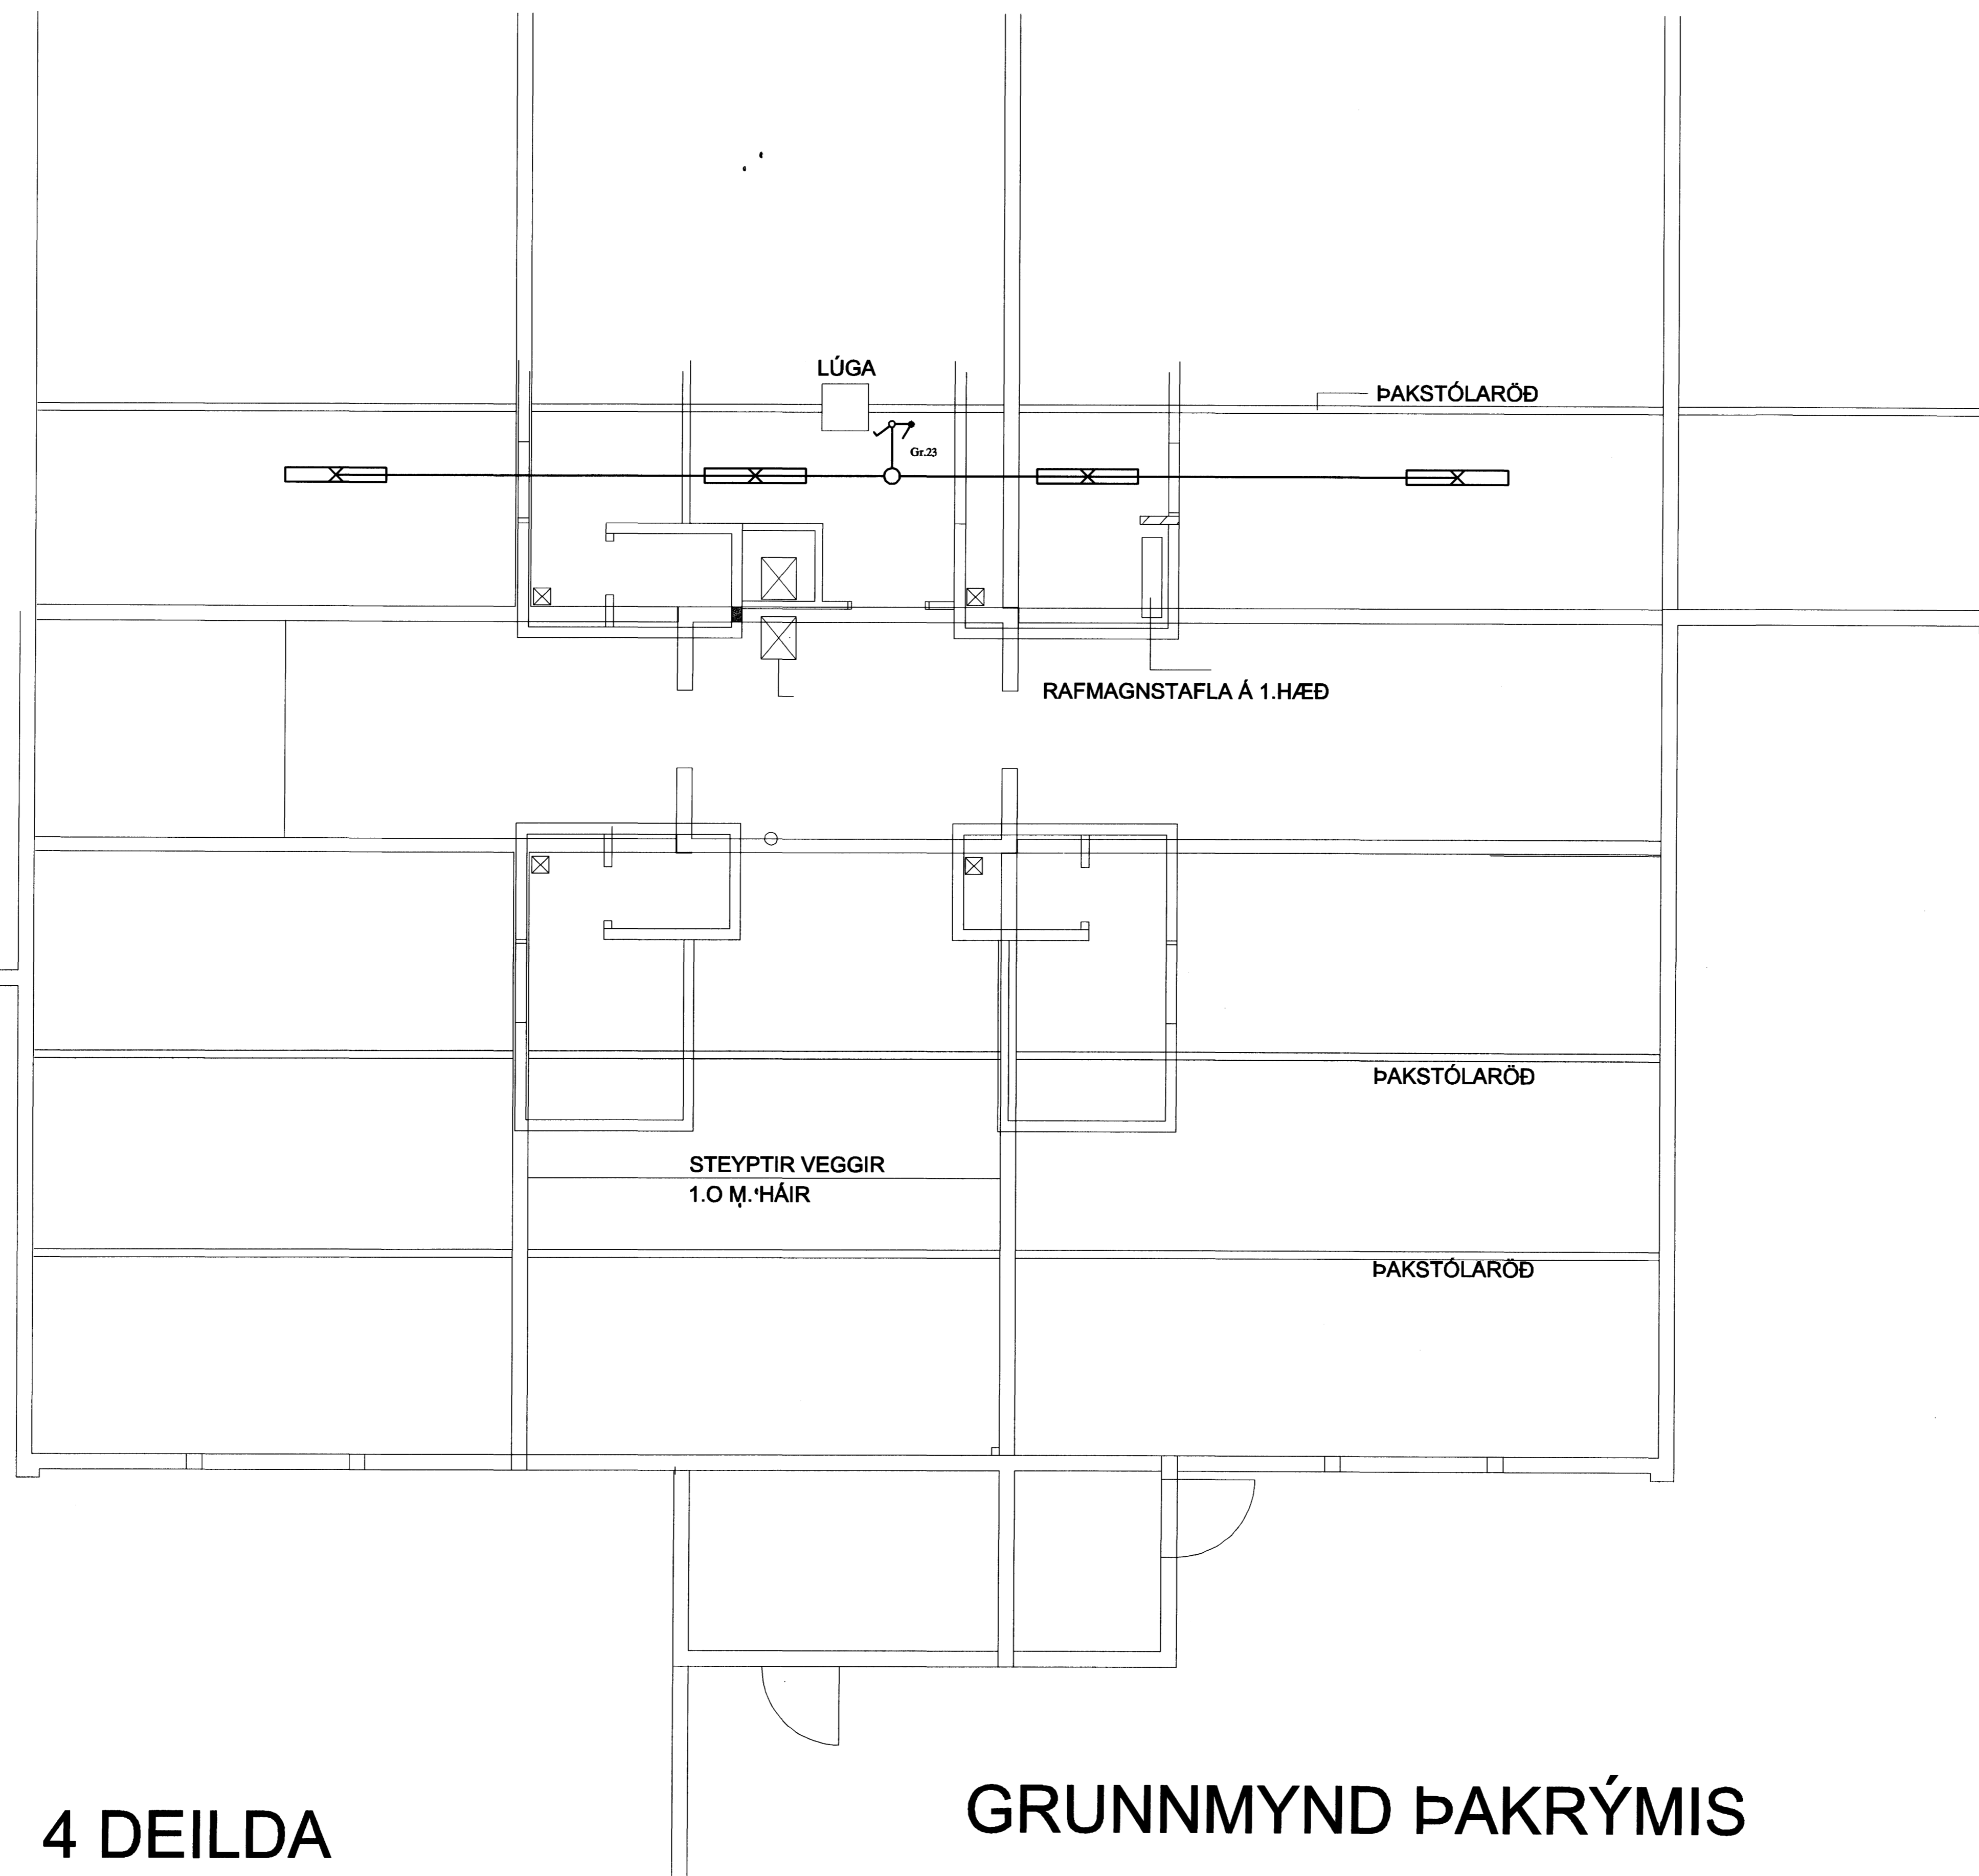 LÚGA
ÞAKSTÓLARÖÐ
Gr.23
RAFMAGNSTAFLA Á 1.HÆÐ
ÞAKSTÓLARÖÐ
STEYPTIR VEGGIR
1.O M. HÁIR
ÞAKSTÓLARÖÐ
GRUNNMYND ÞAKRÝMIS
4 DEILDA